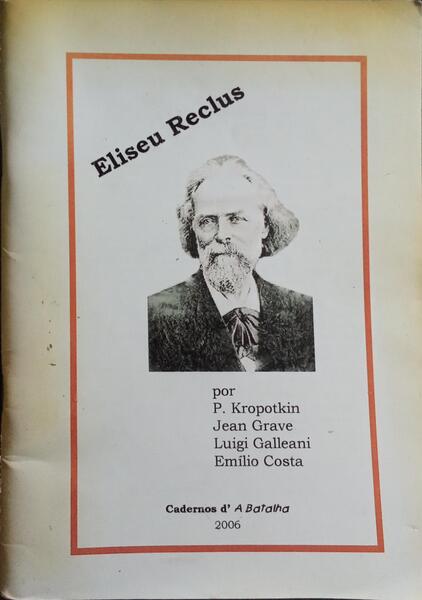 Eliseu Reclus
por
P. Kropotkin
Jean Grave
Luigi Galleani
Emílio Costa
Cadernos d' A Batalha
2006